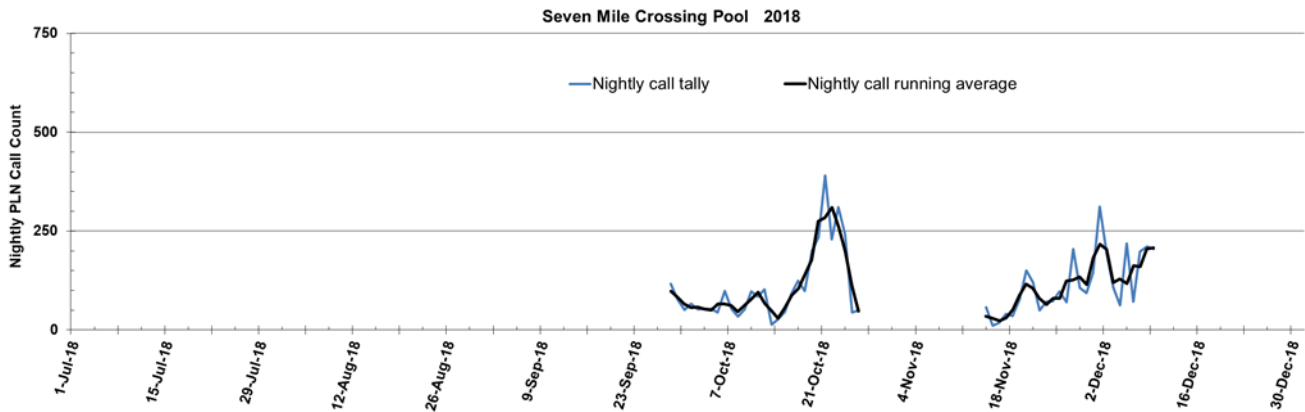 Seven Mile Crossing Pool 2018
750
Nightly call tally
Nightly call running average
500
250
0
Nightly PLN Call Count
1-Jul-18
15-Jul-18
29-Jul-18
12-Aug-18
26-Aug-18
9-Sep-18
23-Sep-18
7-Oct-18
21-Oct-18
4-Nov-18
18-Nov-18
2-Dec-18
16-Dec-18
30-Dec-18